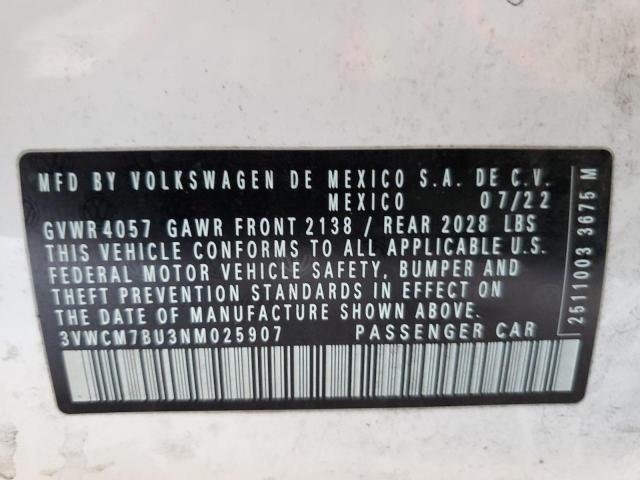 MFD BY VOLKSWAGEN DE MEXICO S.A. DE C.V.
MEXICO 07/22
GVWR 4057 GAWR FRONT 2138 / REAR 2028 LBS
THIS VEHICLE CONFORMS TO ALL APPLICABLE U.S.
FEDERAL MOTOR VEHICLE SAFETY, BUMPER AND
THEFT PREVENTION STANDARDS IN EFFECT ON
THE DATE OF MANUFACTURE SHOWN ABOVE.
3VWCM7BU3NM025907 PASSENGER CAR
2511003 3675 M